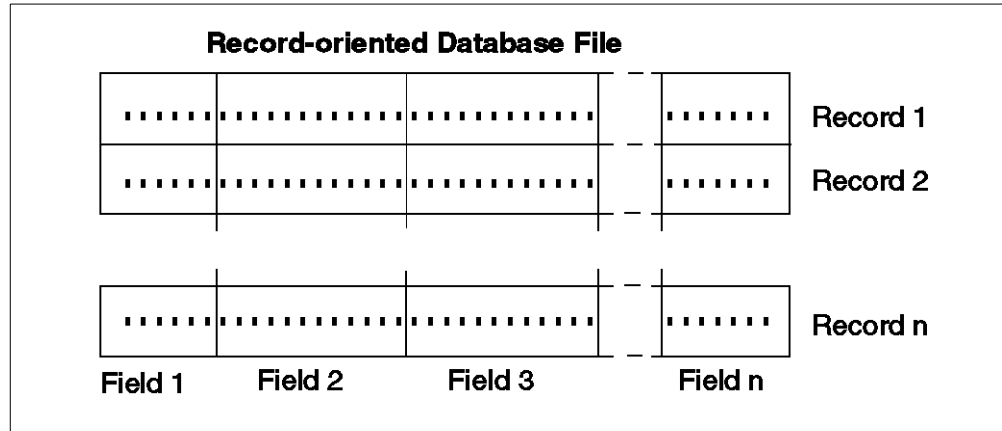 Record-oriented Database File
Record 1
Record 2
Record n
Field 1
Field 2
Field 3
Field n